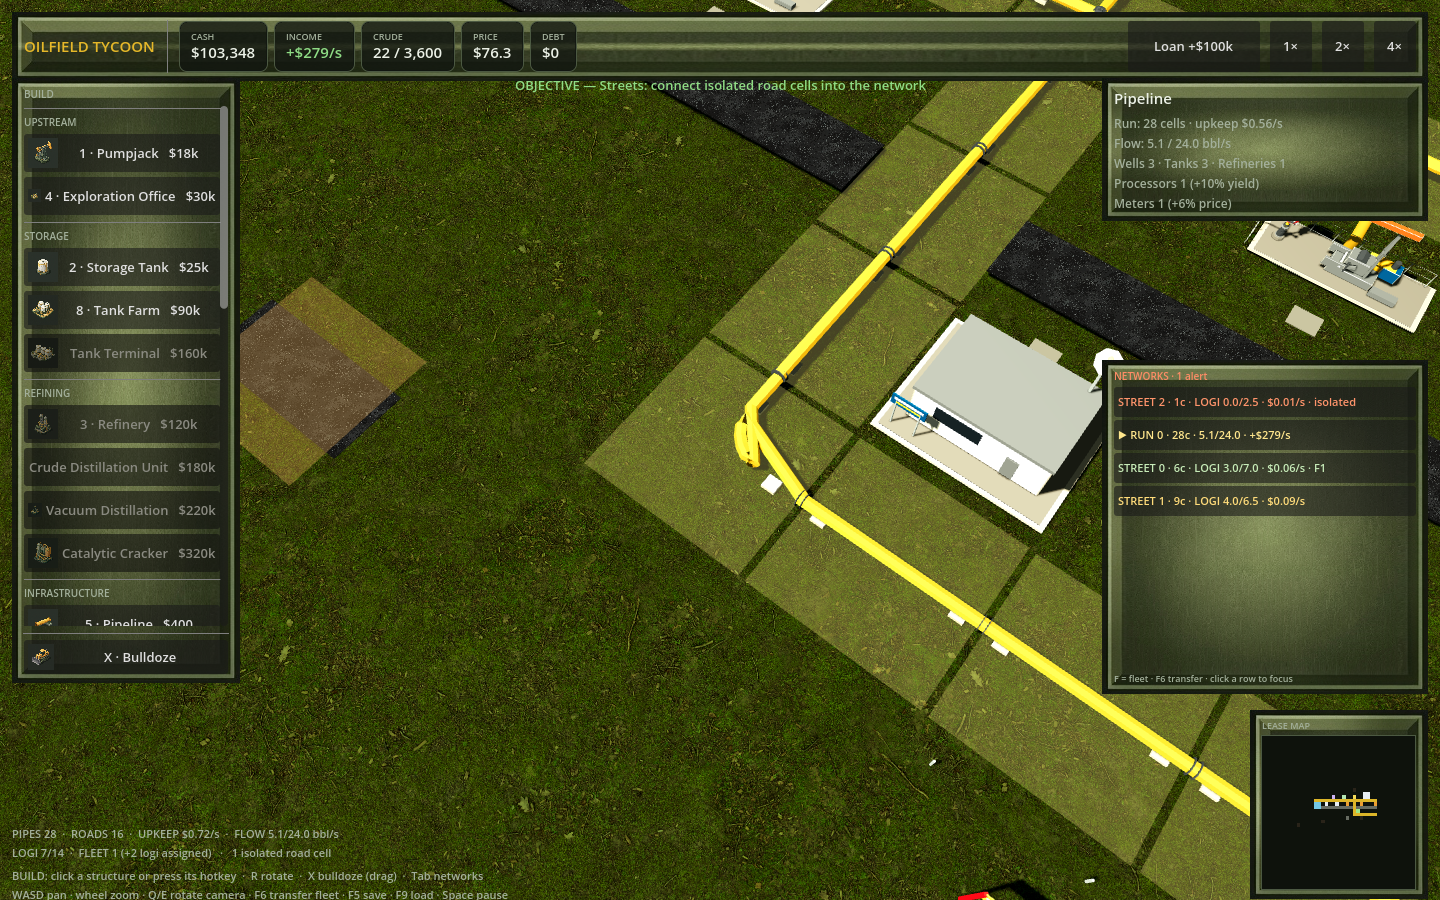 OILFIELD TYCOON
CASH
$103,348
INCOME
+$279/s
CRUDE
22 / 3,600
PRICE
$76.3
DEBT
$0
Loan +$100k
1×
2×
4×
OBJECTIVE — Streets: connect isolated road cells into the network
BUILD
UPSTREAM
1 · Pumpjack $18k
4 · Exploration Office $30k
STORAGE
2 · Storage Tank $25k
8 · Tank Farm $90k
Tank Terminal $160k
REFINING
3 · Refinery $120k
Crude Distillation Unit $180k
Vacuum Distillation $220k
Catalytic Cracker $320k
INFRASTRUCTURE
5 · Pipeline $400
X · Bulldoze
Pipeline
Run: 28 cells · upkeep $0.56/s
Flow: 5.1 / 24.0 bbl/s
Wells 3 · Tanks 3 · Refineries 1
Processors 1 (+10% yield)
Meters 1 (+6% price)
NETWORKS · 1 alert
STREET 2 · 1c · LOGI 0.0/2.5 · $0.01/s · isolated
▶ RUN 0 · 28c · 5.1/24.0 · +$279/s
STREET 0 · 6c · LOGI 3.0/7.0 · $0.06/s · F1
STREET 1 · 9c · LOGI 4.0/6.5 · $0.09/s
F = fleet · F6 transfer · click a row to focus
LEASE MAP
PIPES 28 · ROADS 16 · UPKEEP $0.72/s · FLOW 5.1/24.0 bbl/s
LOGI 7/14 · FLEET 1 (+2 logi assigned) · 1 isolated road cell
BUILD: click a structure or press its hotkey · R rotate · X bulldoze (drag) · Tab networks
WASD pan · wheel zoom · Q/E rotate camera · F6 transfer fleet · F5 save · F9 load · Space pause